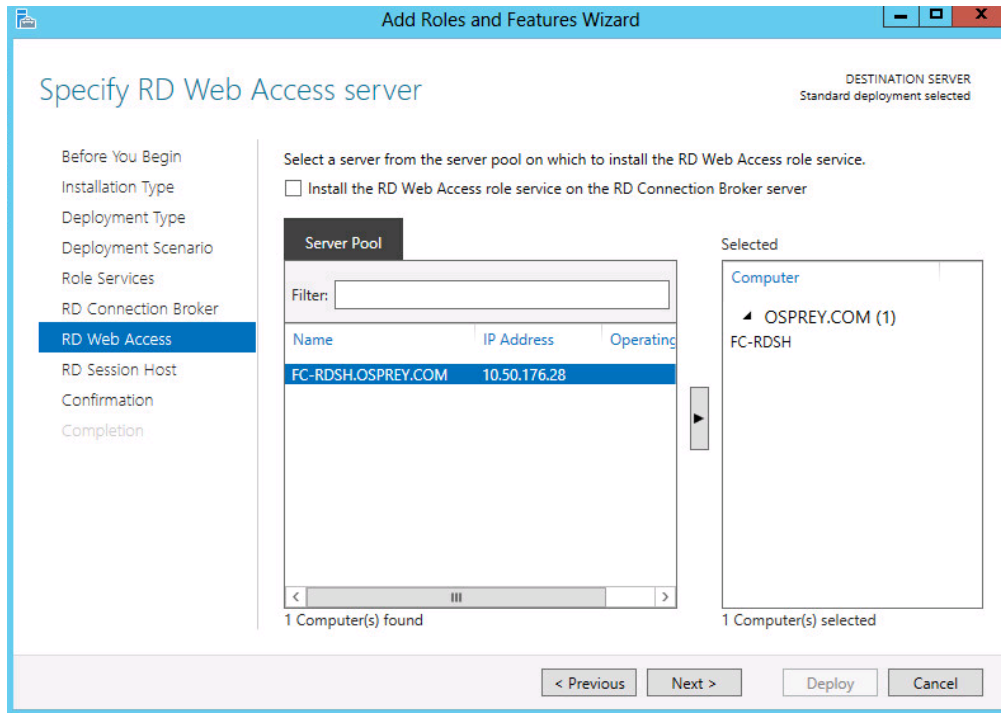 Add Roles and Features Wizard
Specify RD Web Access server
DESTINATION SERVER
Standard deployment selected
Before You Begin
Installation Type
Deployment Type
Deployment Scenario
Role Services
RD Connection Broker
RD Web Access
RD Session Host
Confirmation
Completion
Select a server from the server pool on which to install the RD Web Access role service.
Install the RD Web Access role service on the RD Connection Broker server
Server Pool
Filter:
Name IP Address Operating
FC-RDSH.OSPREY.COM 10.50.176.28
1 Computer(s) found
Selected
Computer
OSPREY.COM (1)
FC-RDSH
1 Computer(s) selected
< Previous Next > Deploy Cancel